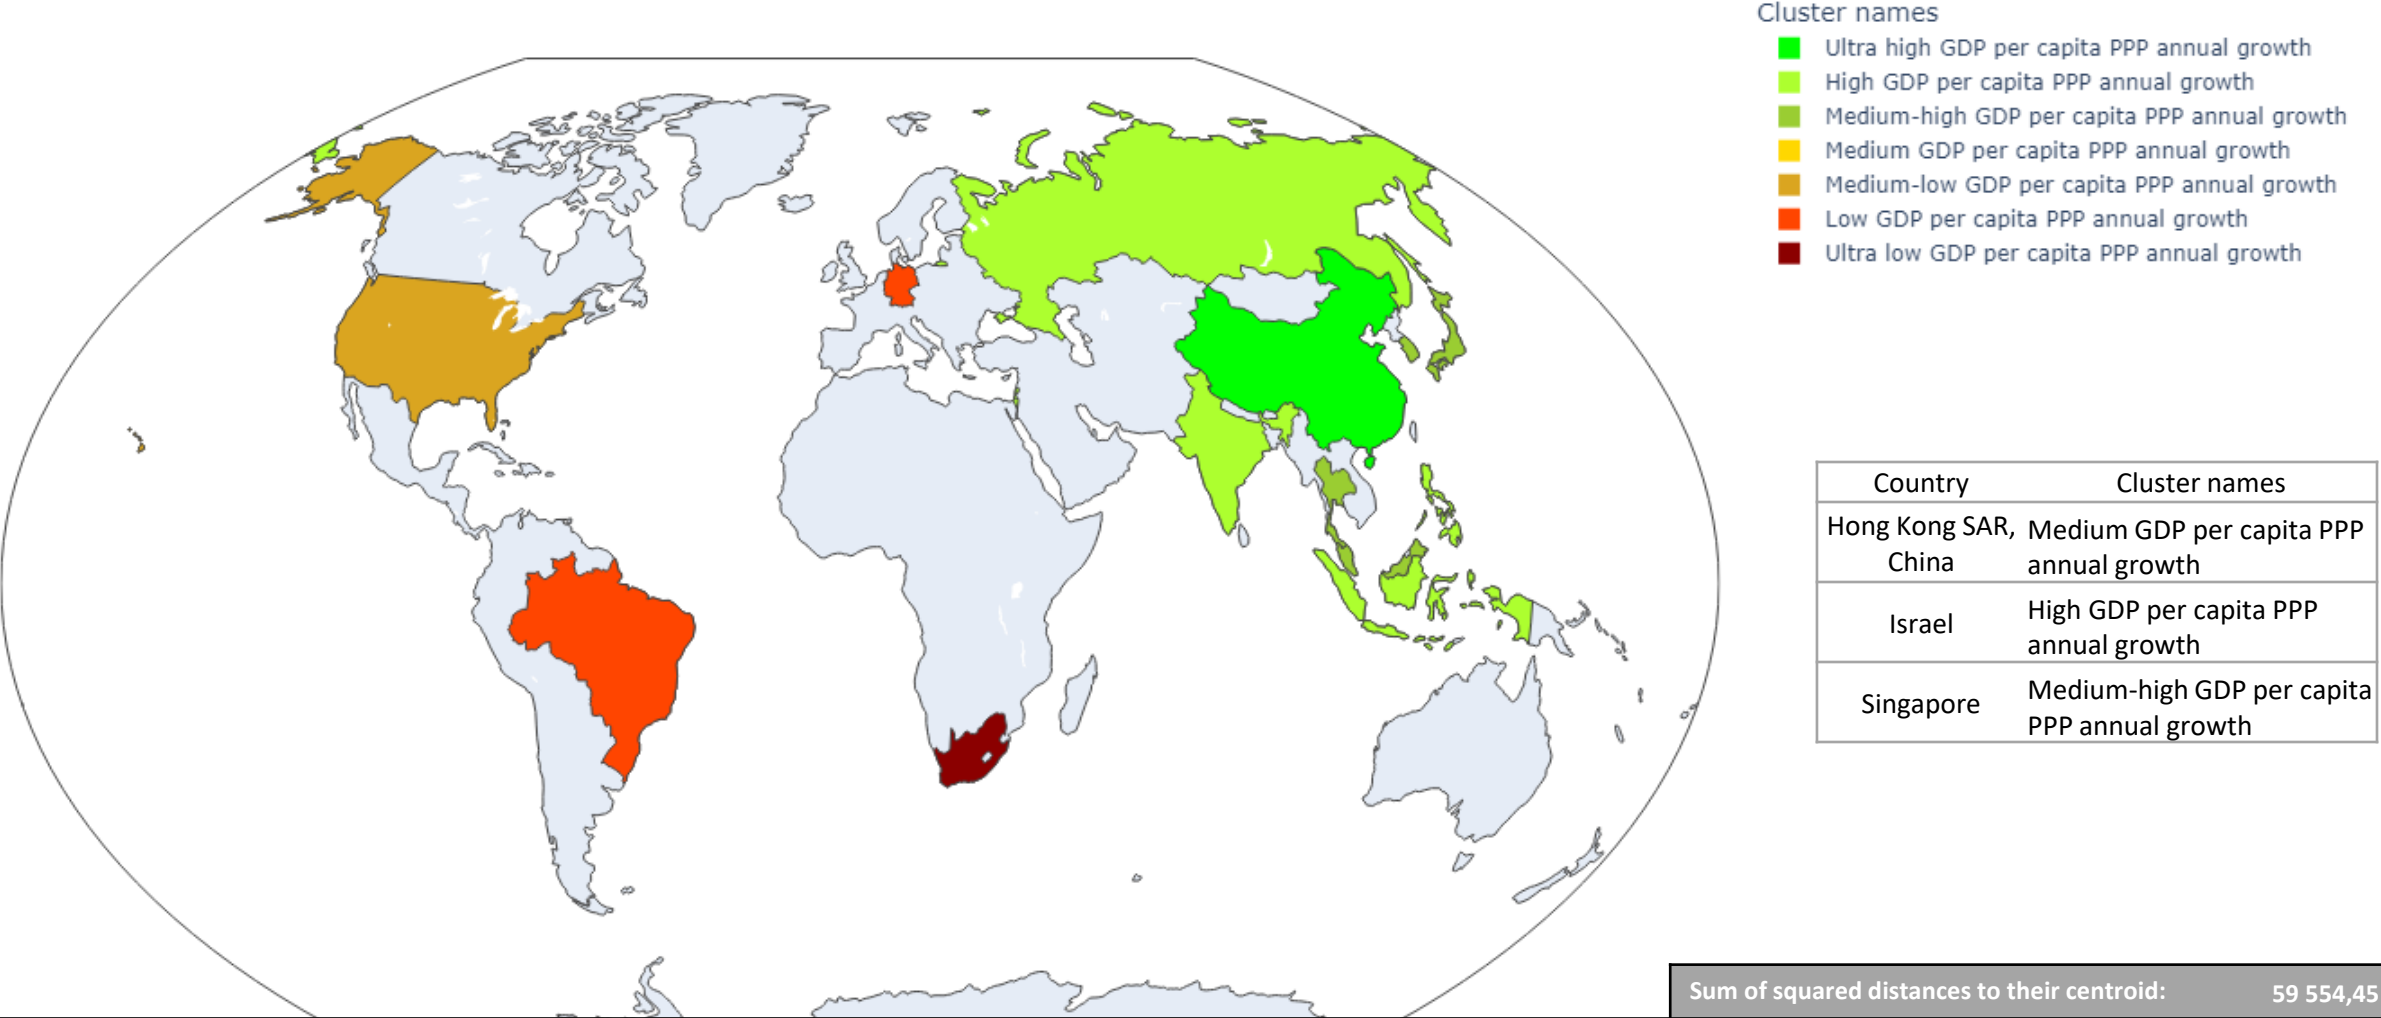 Cluster names
Ultra high GDP per capita PPP annual growth
High GDP per capita PPP annual growth
Medium-high GDP per capita PPP annual growth
Medium GDP per capita PPP annual growth
Medium-low GDP per capita PPP annual growth
Low GDP per capita PPP annual growth
Ultra low GDP per capita PPP annual growth
Country Cluster names
Hong Kong SAR,
China
Medium GDP per capita PPP
annual growth
Israel
High GDP per capita PPP
annual growth
Singapore
Medium-high GDP per capita
PPP annual growth
Sum of squared distances to their centroid: 59 554,45